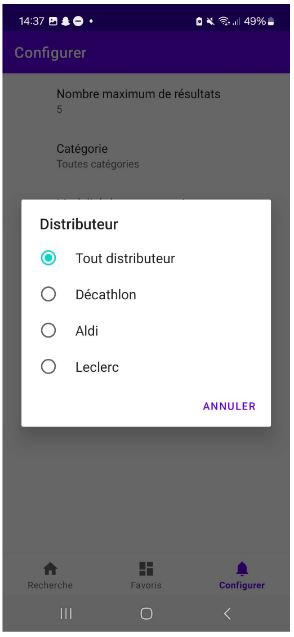 14:37
49%
Configurer
Nombre maximum de résultats
5
Catégorie
Toutes catégories
Distributeur
Tout distributeur
Décathlon
Aldi
Leclerc
ANNULER
Recherche
Favoris
Configurer